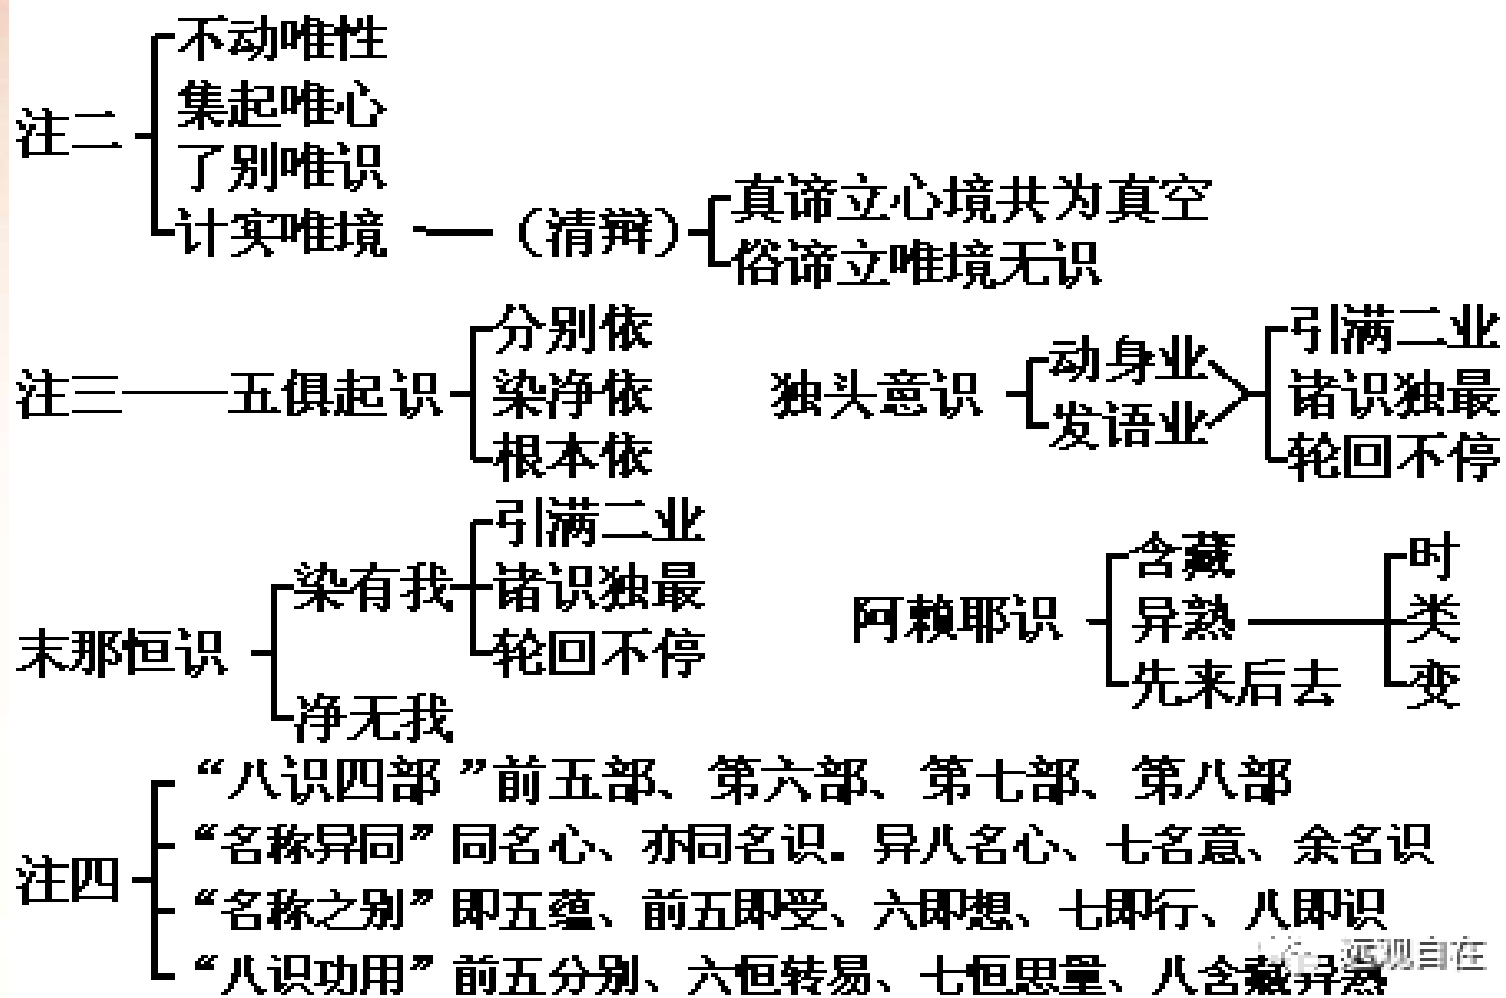 注二
不动唯性
集起唯心
了别唯识
计实唯境
（清辩）
真谛立心境共为真空
俗谛立唯境无识
注三
五俱起识
分别依
染净依
根本依
独头意识
动身业
发语业
引满二业
诸识独最
轮回不停
末那恒识
染有我
净无我
引满二业
诸识独最
轮回不停
阿赖耶识
含藏
异熟
先来后去
时
类
变
注四
“八识四部 ”前五部、第六部、第七部、第八部
“名称异同”同名心、亦同名识. 异八名心、七名意、余名识
“名称之别”即五蕴、前五即受、六即想、七即行、八即识
“八识功用”前五分别、六恒转易、七恒思量、八含藏异熟
远观自在